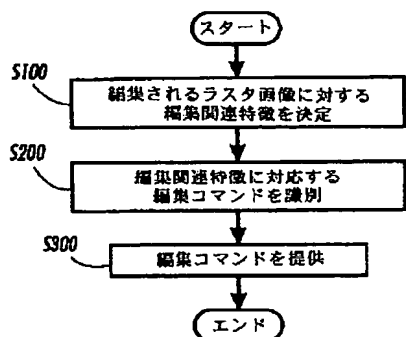 スタート
S100
編集されるラスタ画像に対する
編集関連特徴を決定
S200
編集関連特徴に対応する
編集コマンドを識別
S300
編集コマンドを提供
エンド